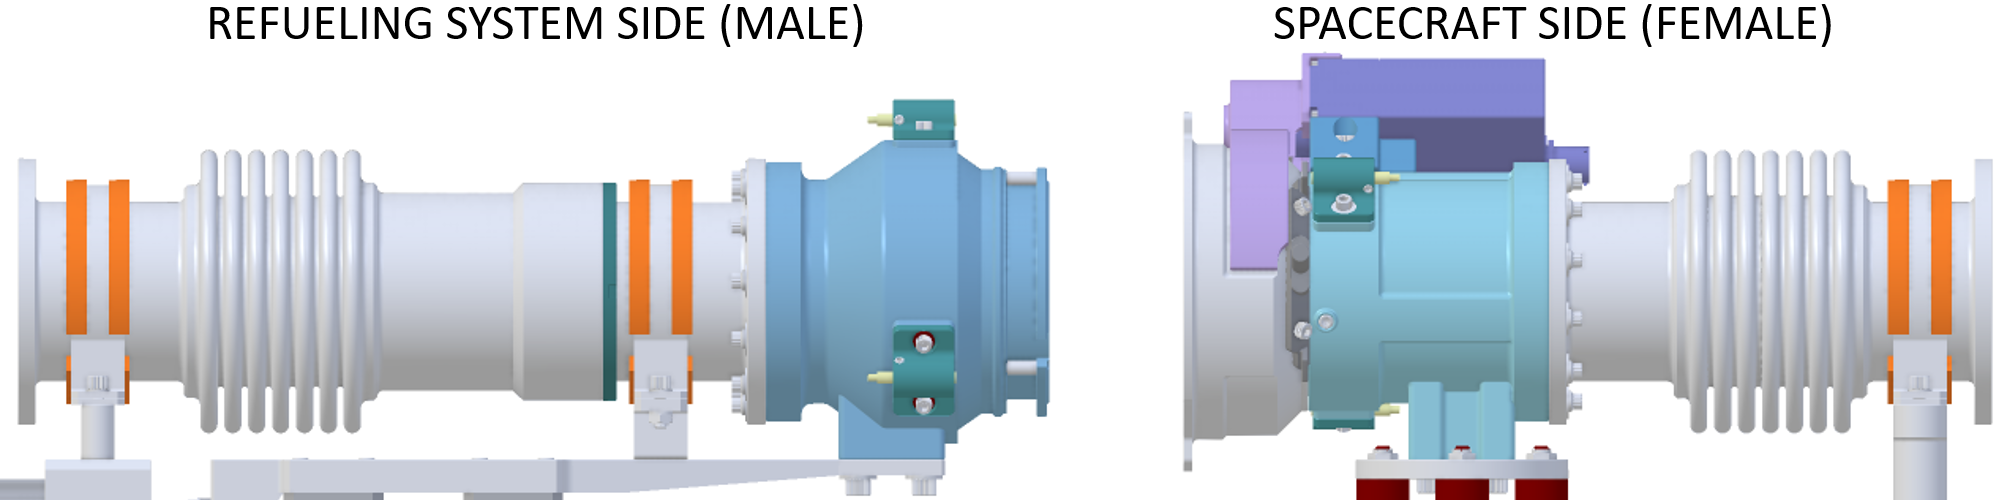 REFUELING SYSTEM SIDE (MALE)
SPACECRAFT SIDE (FEMALE)